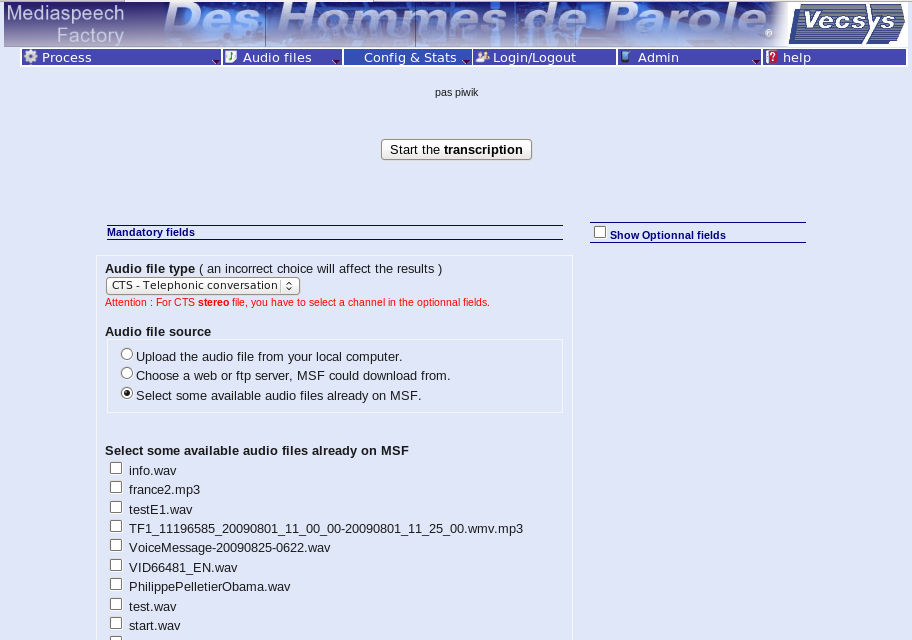 Mediaspeech
Factory
Des Hommes de Parole
®
Vecsys
Process
Audio files
Config & Stats
Login/Logout
Admin
help
pas piwik
Start the transcription
Mandatory fields
Show Optionnal fields
Audio file type ( an incorrect choice will affect the results )
CTS - Telephonic conversation
Attention : For CTS stereo file, you have to select a channel in the optionnal fields.
Audio file source
Upload the audio file from your local computer.
Choose a web or ftp server, MSF could download from.
Select some available audio files already on MSF.
Select some available audio files already on MSF
info.wav
france2.mp3
testE1.wav
TF1_11196585_20090801_11_00_00-20090801_11_25_00.wmv.mp3
VoiceMessage-20090825-0622.wav
VID66481_EN.wav
PhilippePelletierObama.wav
test.wav
start.wav